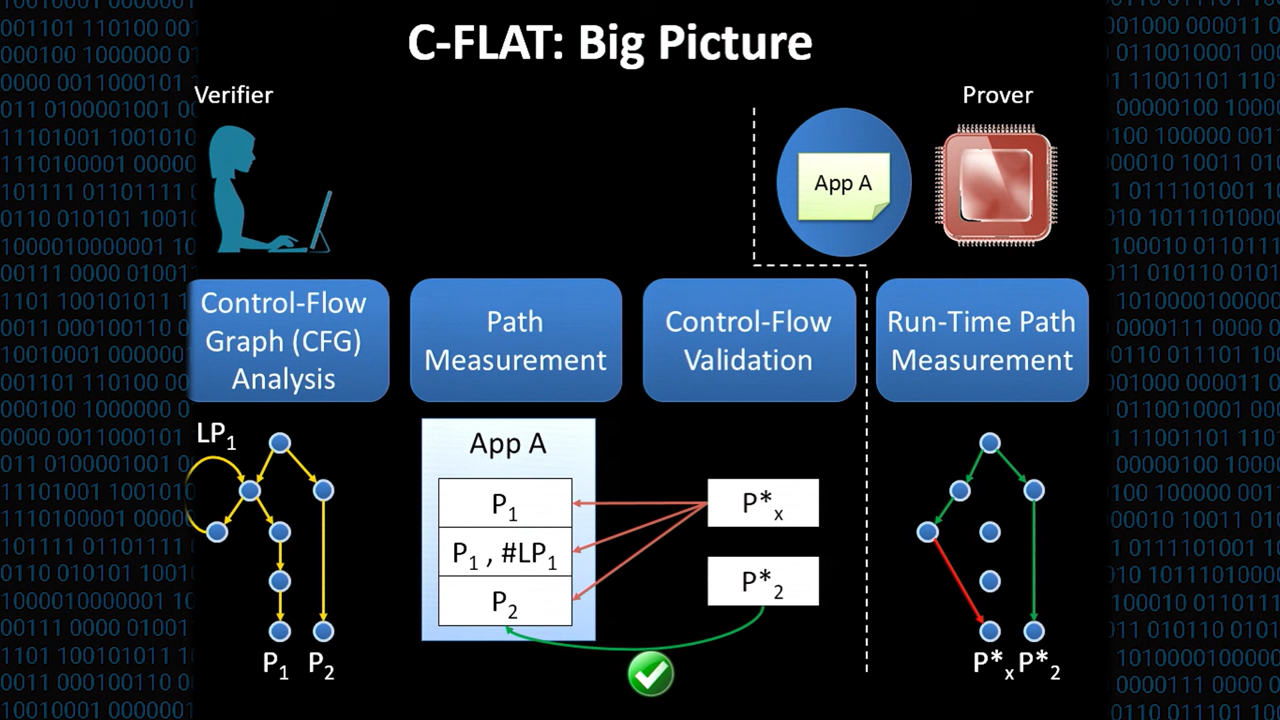 C-FLAT: Big Picture
Verifier
Prover
App A
Control-Flow
Graph (CFG)
Analysis
Path
Measurement
Control-Flow
Validation
Run-Time Path
Measurement
LP1
P1 P2
App A
P1
P1 , #LP1
P2
P*x
P*2
P*x P*2